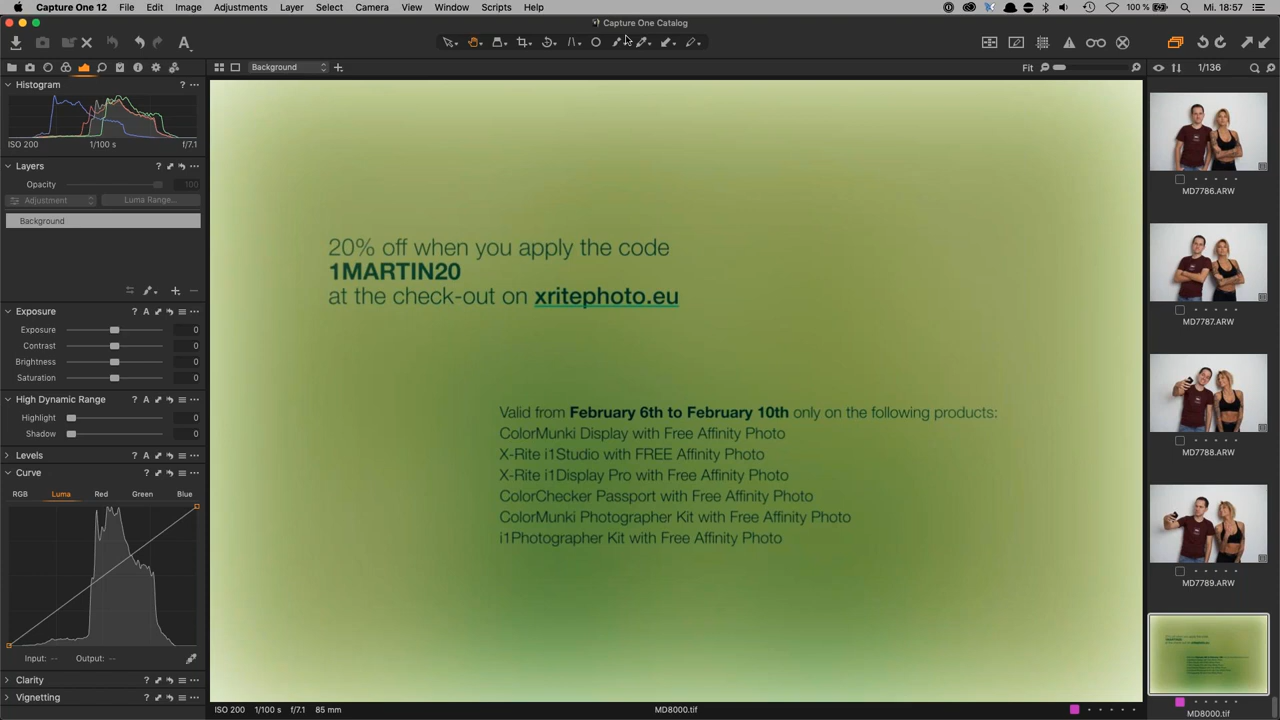 Capture One 12 File Edit Image Adjustments Layer Select Camera View Window Scripts Help
100 % Mi. 18:57
Capture One Catalog
Background
Fit
1/136
Histogram
ISO 200 1/100 s f/7.1
Layers
Opacity 100
Adjustment Luma Range...
Background
Exposure
Exposure 0
Contrast 0
Brightness 0
Saturation 0
High Dynamic Range
Highlight 0
Shadow 0
Levels
Curve
RGB Luma Red Green Blue
Input: -- Output: --
Clarity
Vignetting
20% off when you apply the code
1MARTIN20
at the check-out on xritephoto.eu
Valid from February 6th to February 10th only on the following products:
ColorMunki Display with Free Affinity Photo
X-Rite i1Studio with FREE Affinity Photo
X-Rite i1Display Pro with Free Affinity Photo
ColorChecker Passport with Free Affinity Photo
ColorMunki Photographer Kit with Free Affinity Photo
i1Photographer Kit with Free Affinity Photo
ISO 200 1/100 s f/7.1 85 mm
MD8000.tif
MD7786.ARW
MD7787.ARW
MD7788.ARW
MD7789.ARW
MD8000.tif